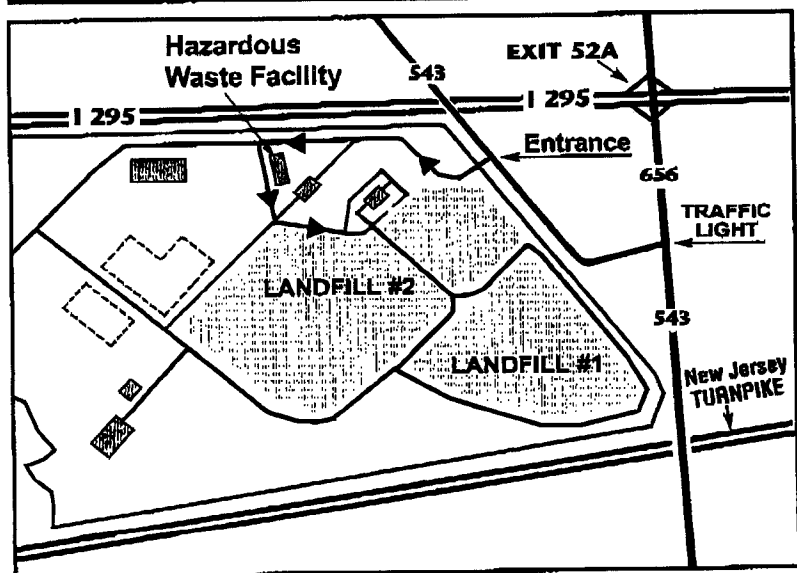 Hazardous
Waste Facility
543
EXIT 52A
I 295
I 295
Entrance
656
TRAFFIC
LIGHT
LANDFILL #2
543
LANDFILL #1
New Jersey
TURNPIKE